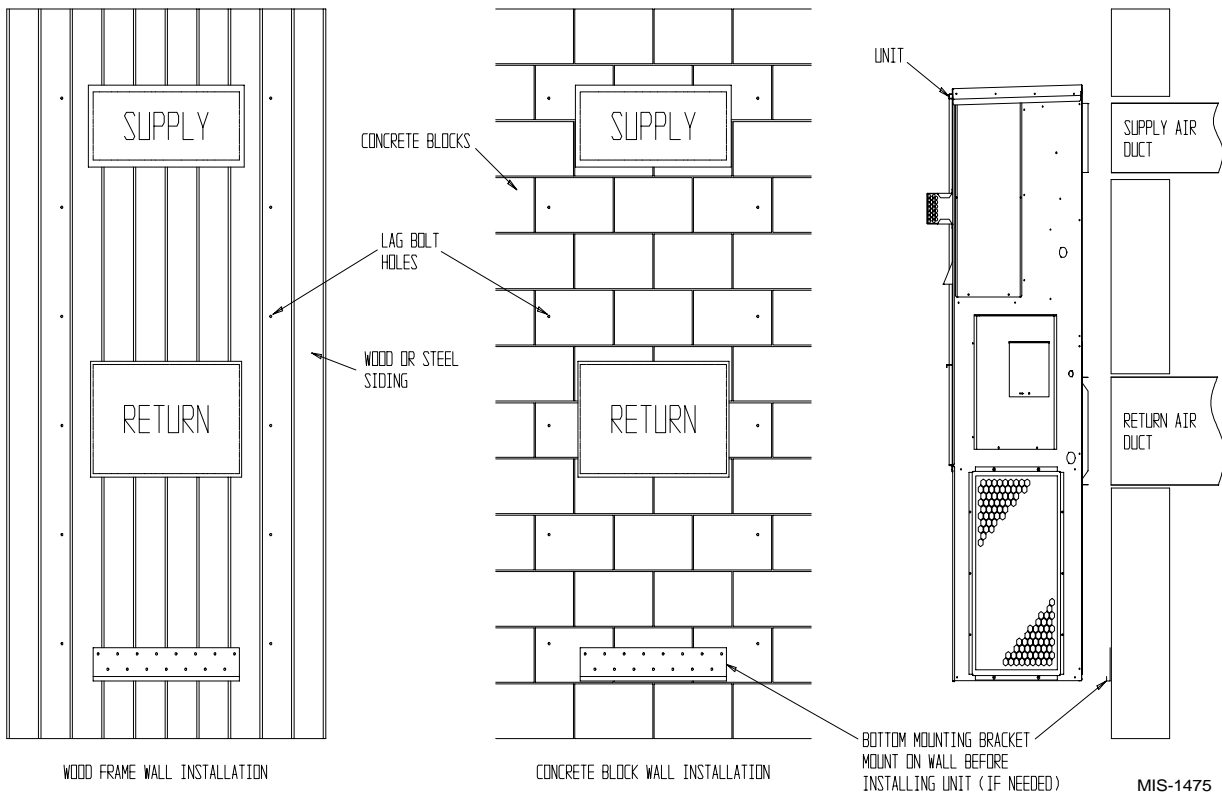 SUPPLY
RETURN
WOOD FRAME WALL INSTALLATION
CONCRETE BLOCKS
LAG BOLT
HOLES
WOOD OR STEEL
SIDING
SUPPLY
RETURN
CONCRETE BLOCK WALL INSTALLATION
UNIT
SUPPLY AIR
DUCT
RETURN AIR
DUCT
BOTTOM MOUNTING BRACKET
MOUNT ON WALL BEFORE
INSTALLING UNIT (IF NEEDED)
MIS-1475